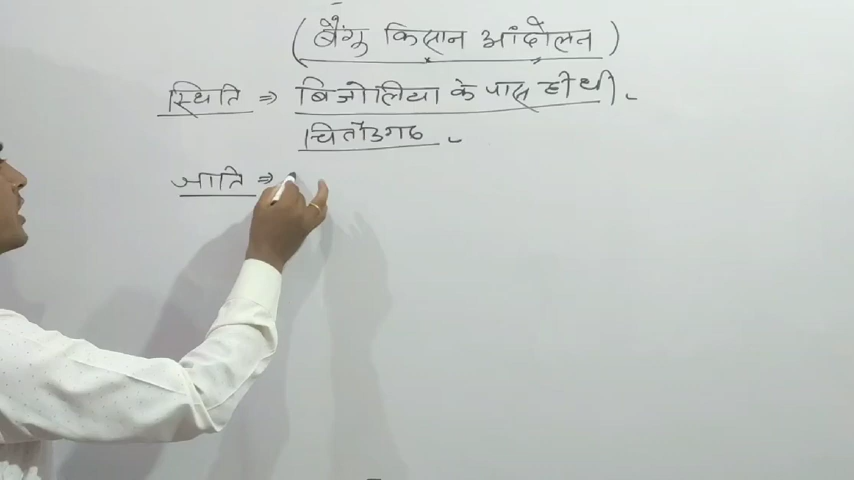 (बेंगू किसान आंदोलन)
स्थिति ⇒ बिजोलिया के पास ही थी।
चितौड़गढ
जाति ⇒